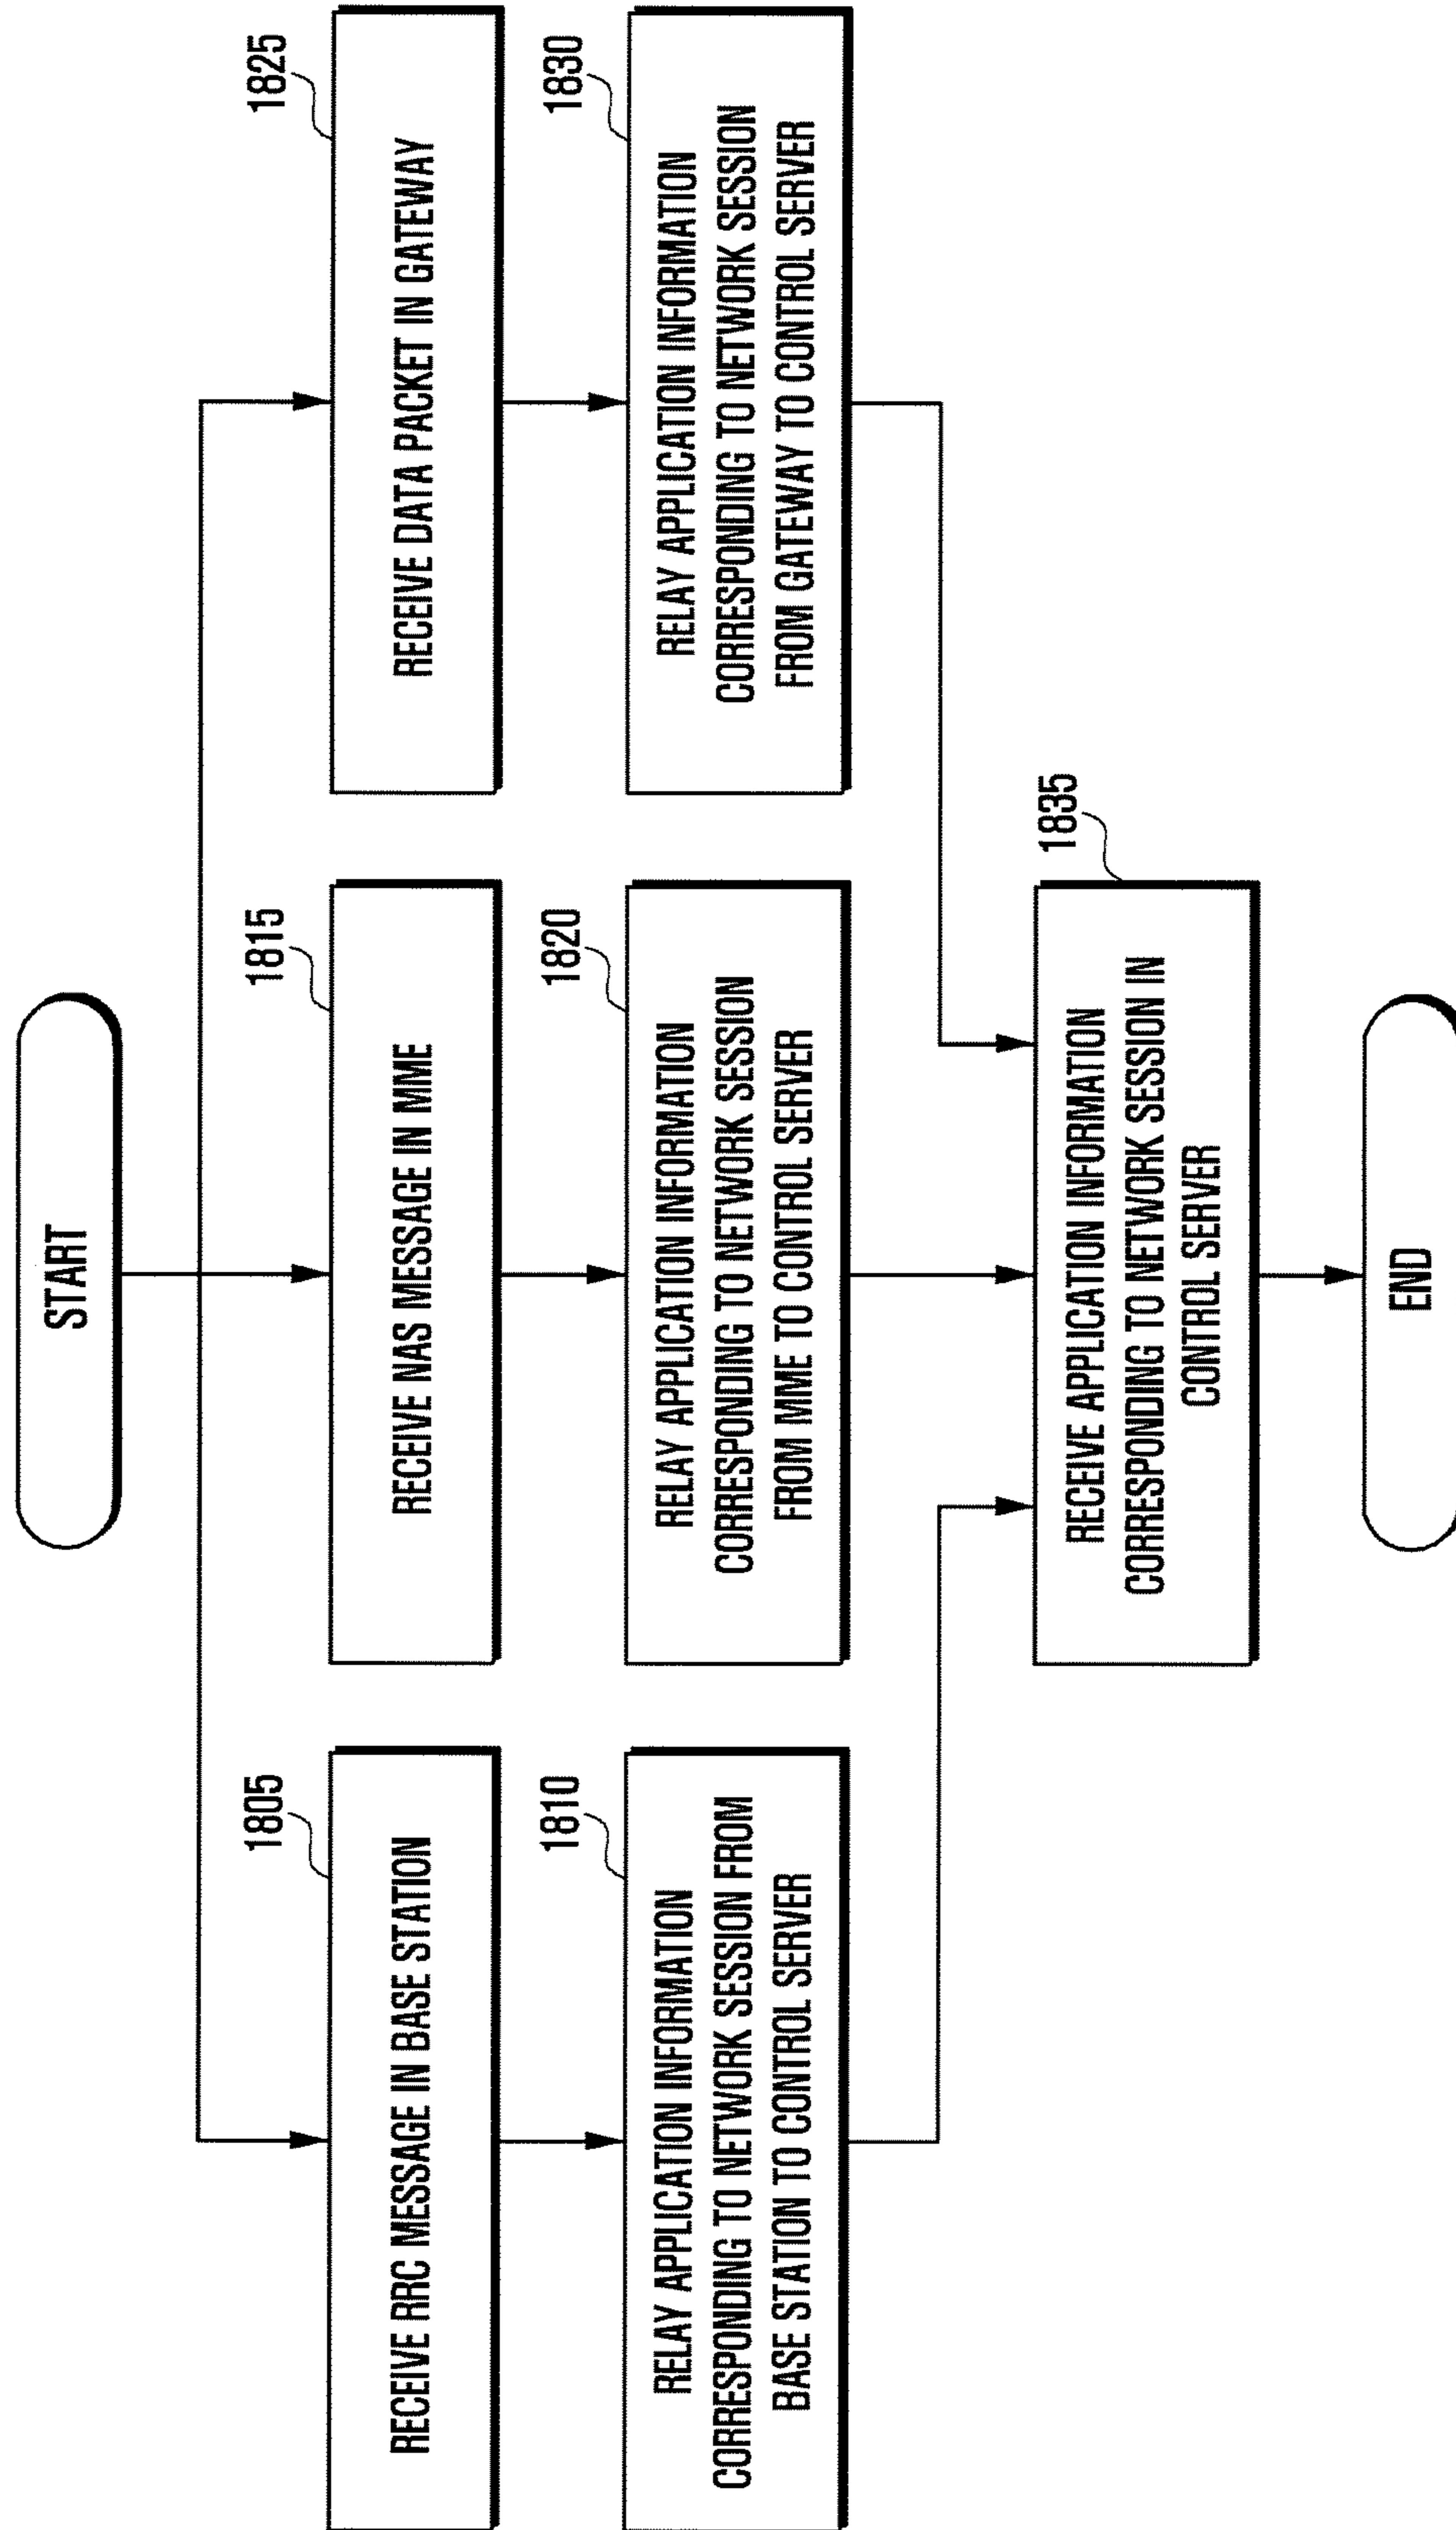 START
1805
RECEIVE RRC MESSAGE IN BASE STATION
1815
RECEIVE NAS MESSAGE IN MME
1825
RECEIVE DATA PACKET IN GATEWAY
1810
RELAY APPLICATION INFORMATION
CORRESPONDING TO NETWORK SESSION FROM
BASE STATION TO CONTROL SERVER
1820
RELAY APPLICATION INFORMATION
CORRESPONDING TO NETWORK SESSION
FROM MME TO CONTROL SERVER
1830
RELAY APPLICATION INFORMATION
CORRESPONDING TO NETWORK SESSION
FROM GATEWAY TO CONTROL SERVER
1835
RECEIVE APPLICATION INFORMATION
CORRESPONDING TO NETWORK SESSION IN
CONTROL SERVER
END